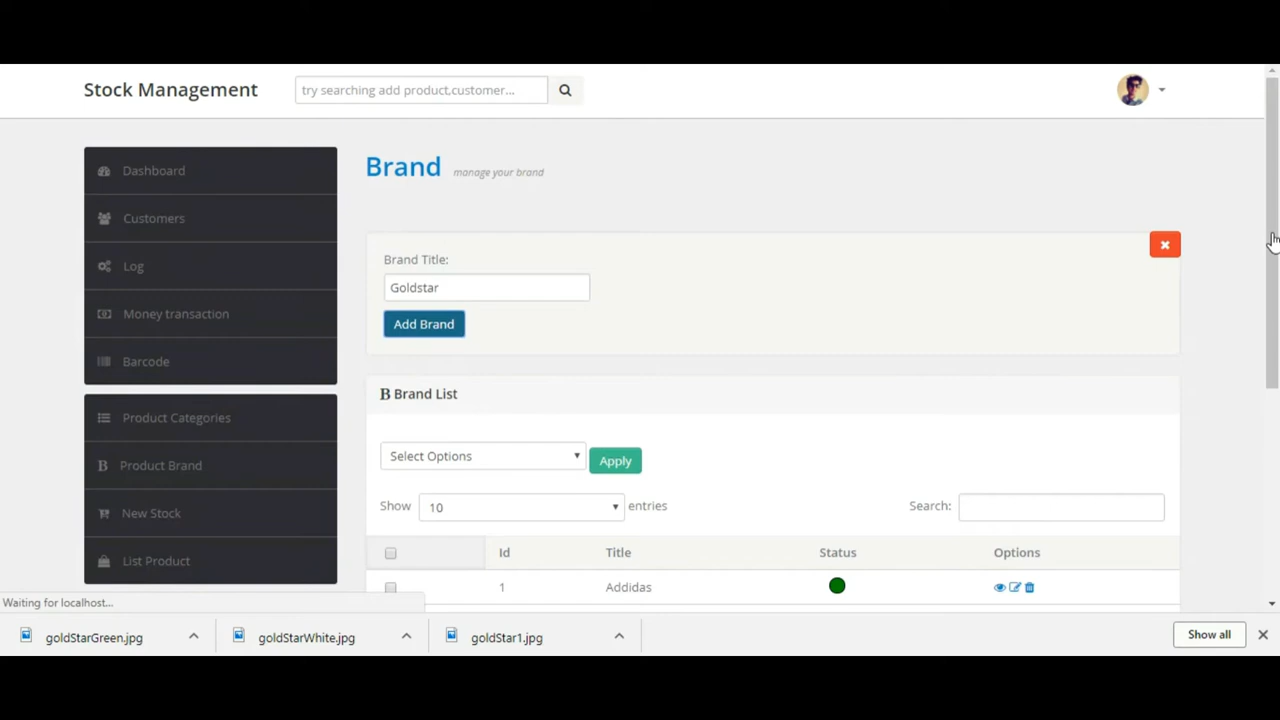 Stock Management
try searching add product,customer...
Dashboard
Customers
Log
Money transaction
Barcode
Product Categories
B Product Brand
New Stock
List Product
Brand manage your brand
Brand Title:
Goldstar
Add Brand
B Brand List
Select Options
Apply
Show 10 entries
Search:
Id Title Status Options
1 Addidas
Waiting for localhost...
goldStarGreen.jpg
goldStarWhite.jpg
goldStar1.jpg
Show all